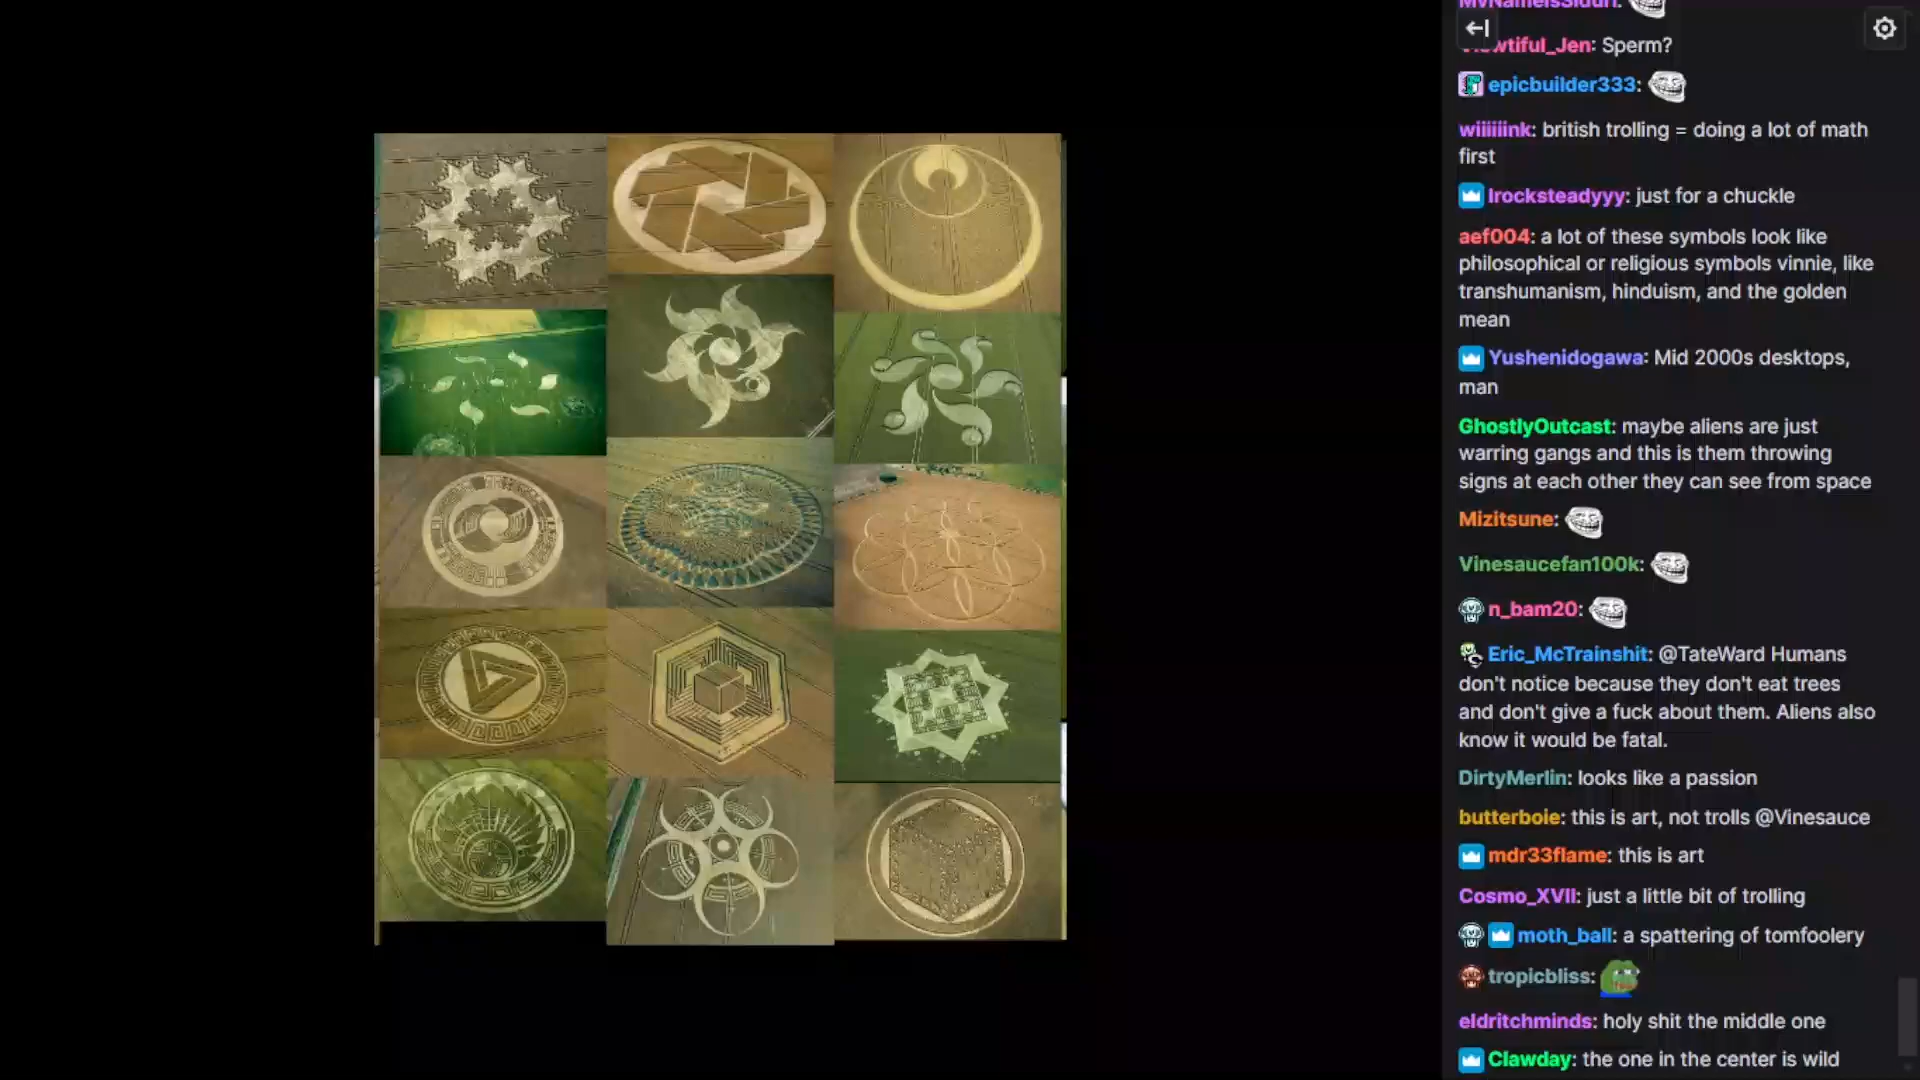 MyNameIsSiduri:
wtiful_Jen: Sperm?
epicbuilder333:
wiiiiiink: british trolling = doing a lot of math
first
Irocksteadyyy: just for a chuckle
aef004: a lot of these symbols look like
philosophical or religious symbols vinnie, like
transhumanism, hinduism, and the golden
mean
Yushenidogawa: Mid 2000s desktops,
man
GhostlyOutcast: maybe aliens are just
warring gangs and this is them throwing
signs at each other they can see from space
Mizitsune:
Vinesaucefan100k:
n_bam20:
Eric_McTrainshit: @TateWard Humans
don't notice because they don't eat trees
and don't give a fuck about them. Aliens also
know it would be fatal.
DirtyMerlin: looks like a passion
butterboie: this is art, not trolls @Vinesauce
mdr33flame: this is art
Cosmo_XVII: just a little bit of trolling
moth_ball: a spattering of tomfoolery
tropicbliss:
eldritchminds: holy shit the middle one
Clawday: the one in the center is wild